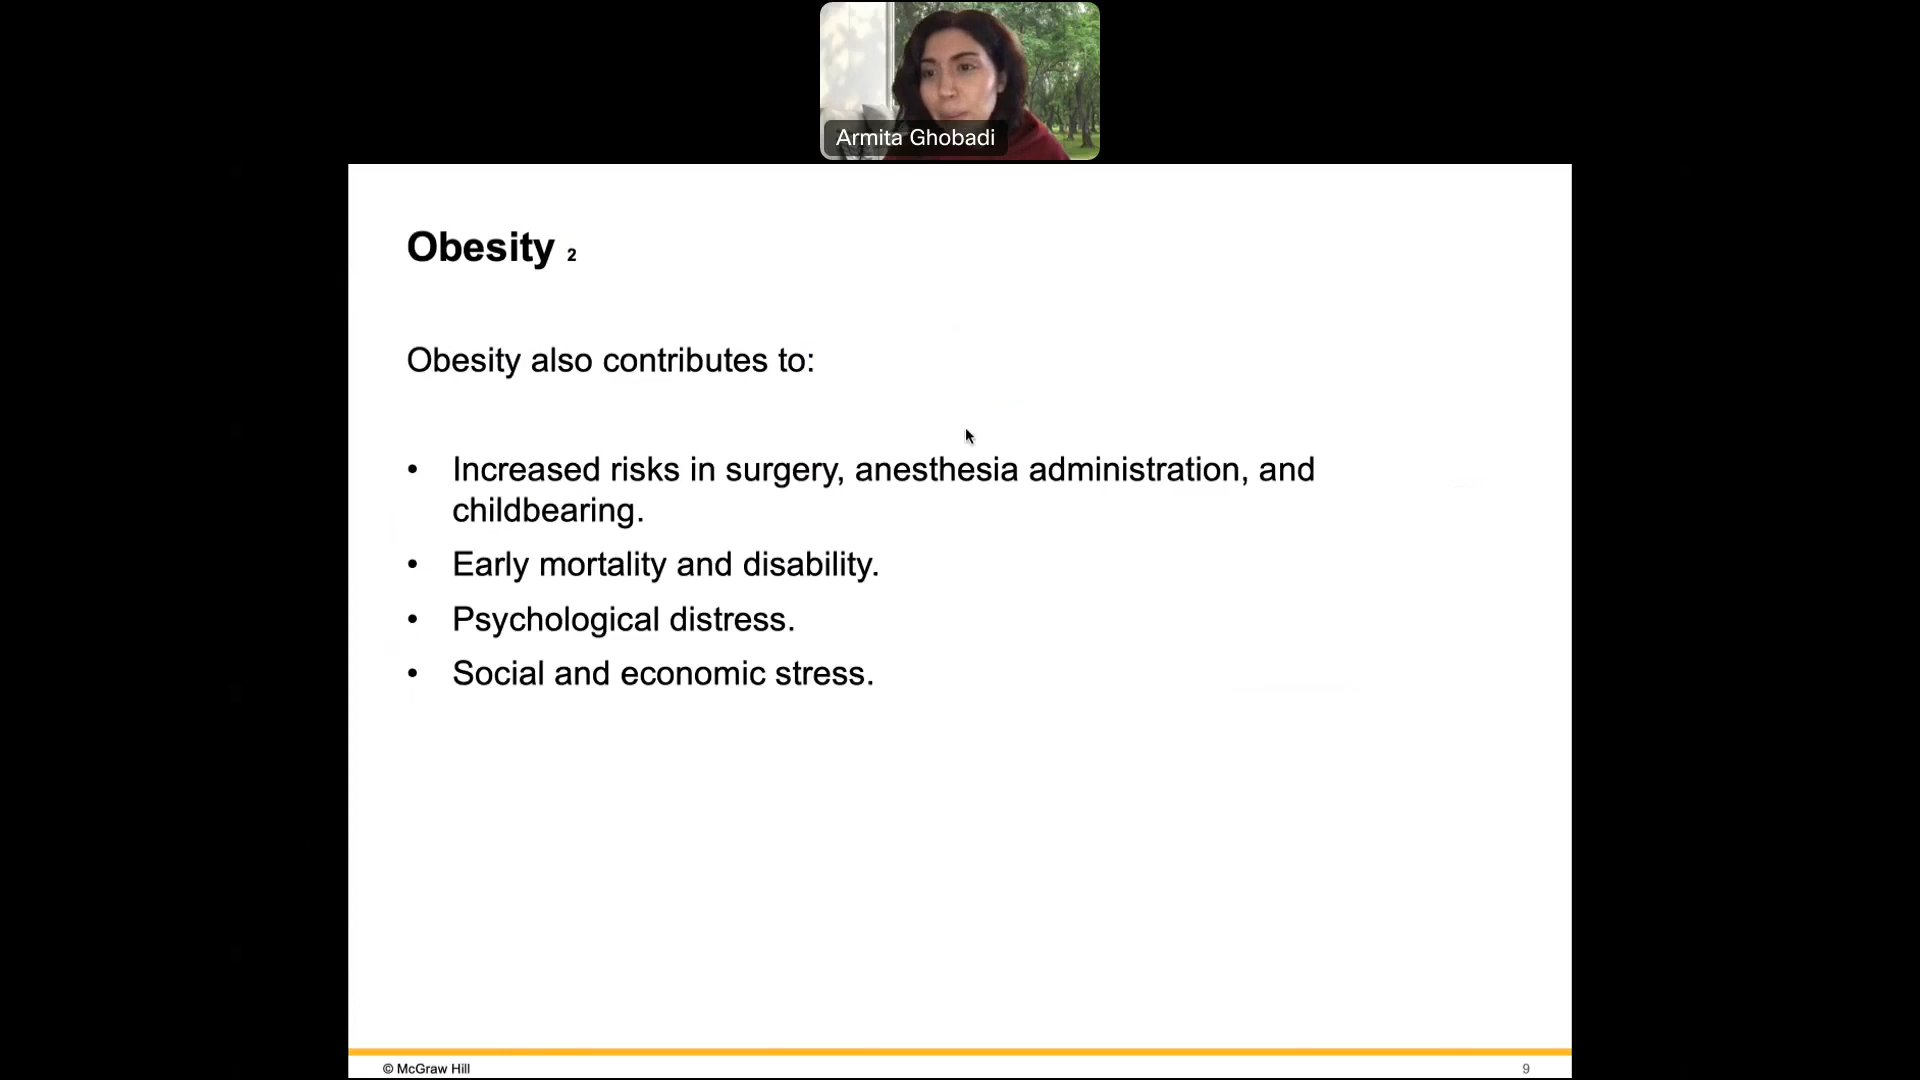 Armita Ghobadi
Obesity 2
Obesity also contributes to:
• Increased risks in surgery, anesthesia administration, and
childbearing.
• Early mortality and disability.
• Psychological distress.
• Social and economic stress.
© McGraw Hill
9